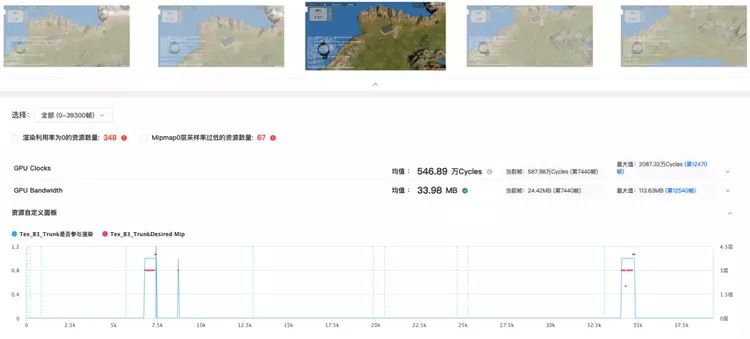 选择: 全部 (0~39300帧)
渲染利用率为0的资源数量: 348 Mipmap0层采样率过低的资源数量: 67
GPU Clocks 均值: 546.89 万Cycles 当前帧: 587.98万Cycles (第7440帧) 最大值: 2087.32万Cycles (第12470帧)
GPU Bandwidth 均值: 33.98 MB 当前帧: 24.42MB (第7440帧) 最大值: 113.63MB (第12540帧)
资源自定义面板
Tex_B3_Trunk是否参与渲染 Tex_B3_TrunkDesired Mip
1.2 4.5层
0.8 3层
0.4 1.5层
0 0层
0 2.5k 5k 7.5k 10k 12.5k 15k 17.5k 20k 22.5k 25k 27.5k 30k 32.5k 35k 37.5k